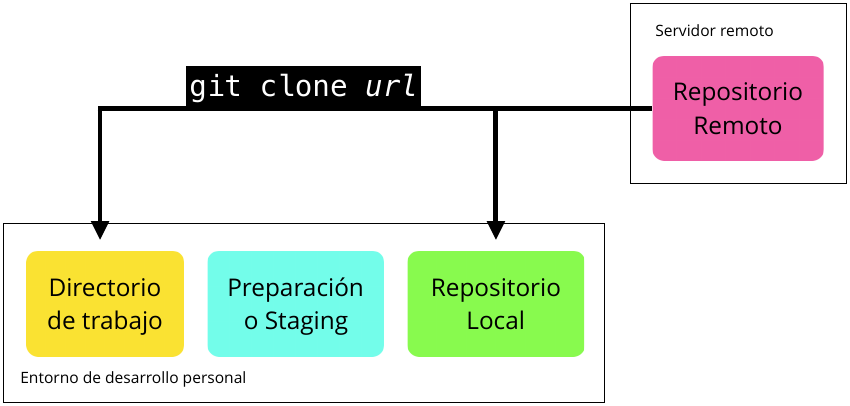 Servidor remoto
git clone url
Repositorio
Remoto
Directorio
de trabajo
Preparación
o Staging
Repositorio
Local
Entorno de desarrollo personal